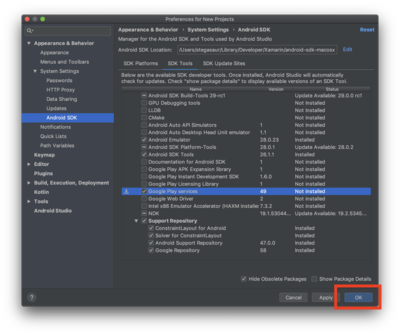 Preferences for New Projects
Appearance & Behavior
Appearance
Menus and Toolbars
System Settings
Passwords
HTTP Proxy
Data Sharing
Updates
Android SDK
Notifications
Quick Lists
Path Variables
Keymap
Editor
Plugins
Build, Execution, Deployment
Kotlin
Tools
Android Studio
Appearance & Behavior › System Settings › Android SDK Reset
Manager for the Android SDK and Tools used by Android Studio
Android SDK Location: /Users/stegasaur/Library/Developer/Xamarin/android-sdk-macosx Edit
SDK Platforms SDK Tools SDK Update Sites
Below are the available SDK developer tools. Once installed, Android Studio will automatically
check for updates. Check "show package details" to display available versions of an SDK Tool.
Name Version Status
Android SDK Build-Tools 29-rc1 Update Available: 29.0.0 rc1
GPU Debugging tools Not Installed
LLDB Not Installed
CMake Not Installed
Android Auto API Simulators 1 Not installed
Android Auto Desktop Head Unit emulator 1.1 Not installed
Android Emulator 28.0.23 Installed
Android SDK Platform-Tools 28.0.1 Update Available: 28.0.2
Android SDK Tools 26.1.1 Installed
Documentation for Android SDK 1 Not installed
Google Play APK Expansion library 1 Not installed
Google Play Instant Development SDK 1.6.0 Not installed
Google Play Licensing Library 1 Not installed
Google Play services 49 Not installed
Google Web Driver 2 Not installed
Intel x86 Emulator Accelerator (HAXM installer) 7.3.2 Not installed
NDK Update Available:
Support Repository
ConstraintLayout for Android Installed
Solver for ConstraintLayout Installed
Android Support Repository 47.0.0 Installed
Google Repository 58 Installed
Hide Obsolete Packages Show Package Details
? Cancel Apply OK